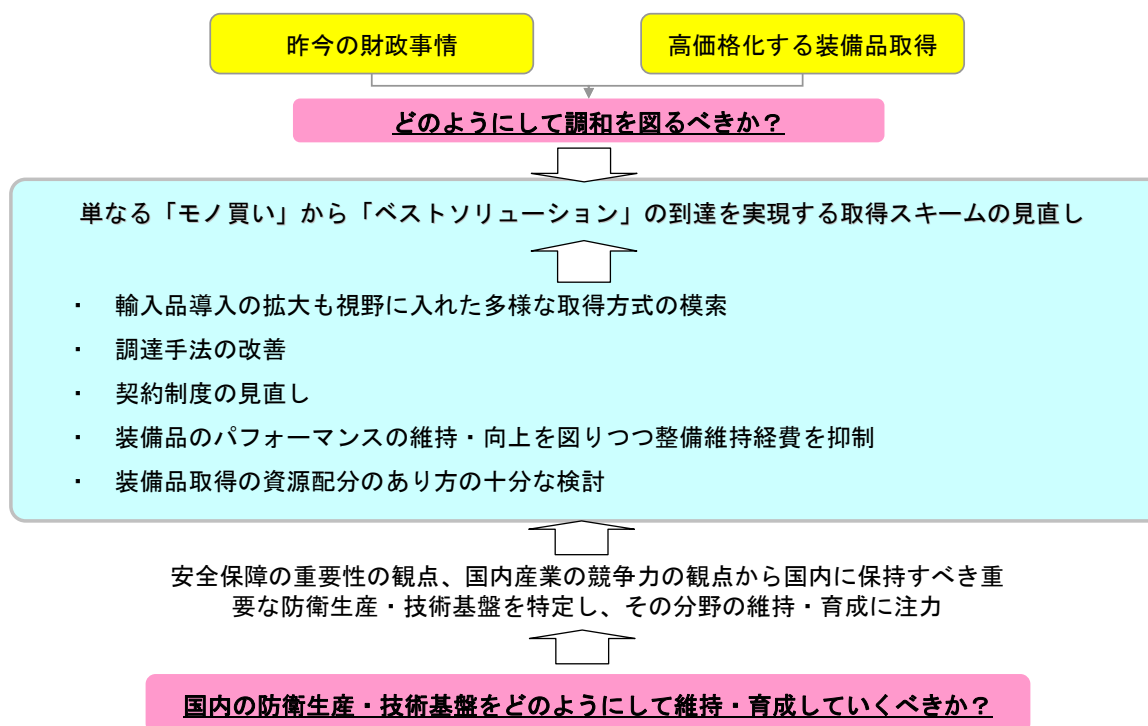 昨今の財政事情
高価格化する装備品取得
どのようにして調和を図るべきか？
単なる「モノ買い」から「ベストソリューション」の到達を実現する取得スキームの見直し
・ 輸入品導入の拡大も視野に入れた多様な取得方式の模索
・ 調達手法の改善
・ 契約制度の見直し
・ 装備品のパフォーマンスの維持・向上を図りつつ整備維持経費を抑制
・ 装備品取得の資源配分のあり方の十分な検討
安全保障の重要性の観点、国内産業の競争力の観点から国内に保持すべき重
要な防衛生産・技術基盤を特定し、その分野の維持・育成に注力
国内の防衛生産・技術基盤をどのようにして維持・育成していくべきか？